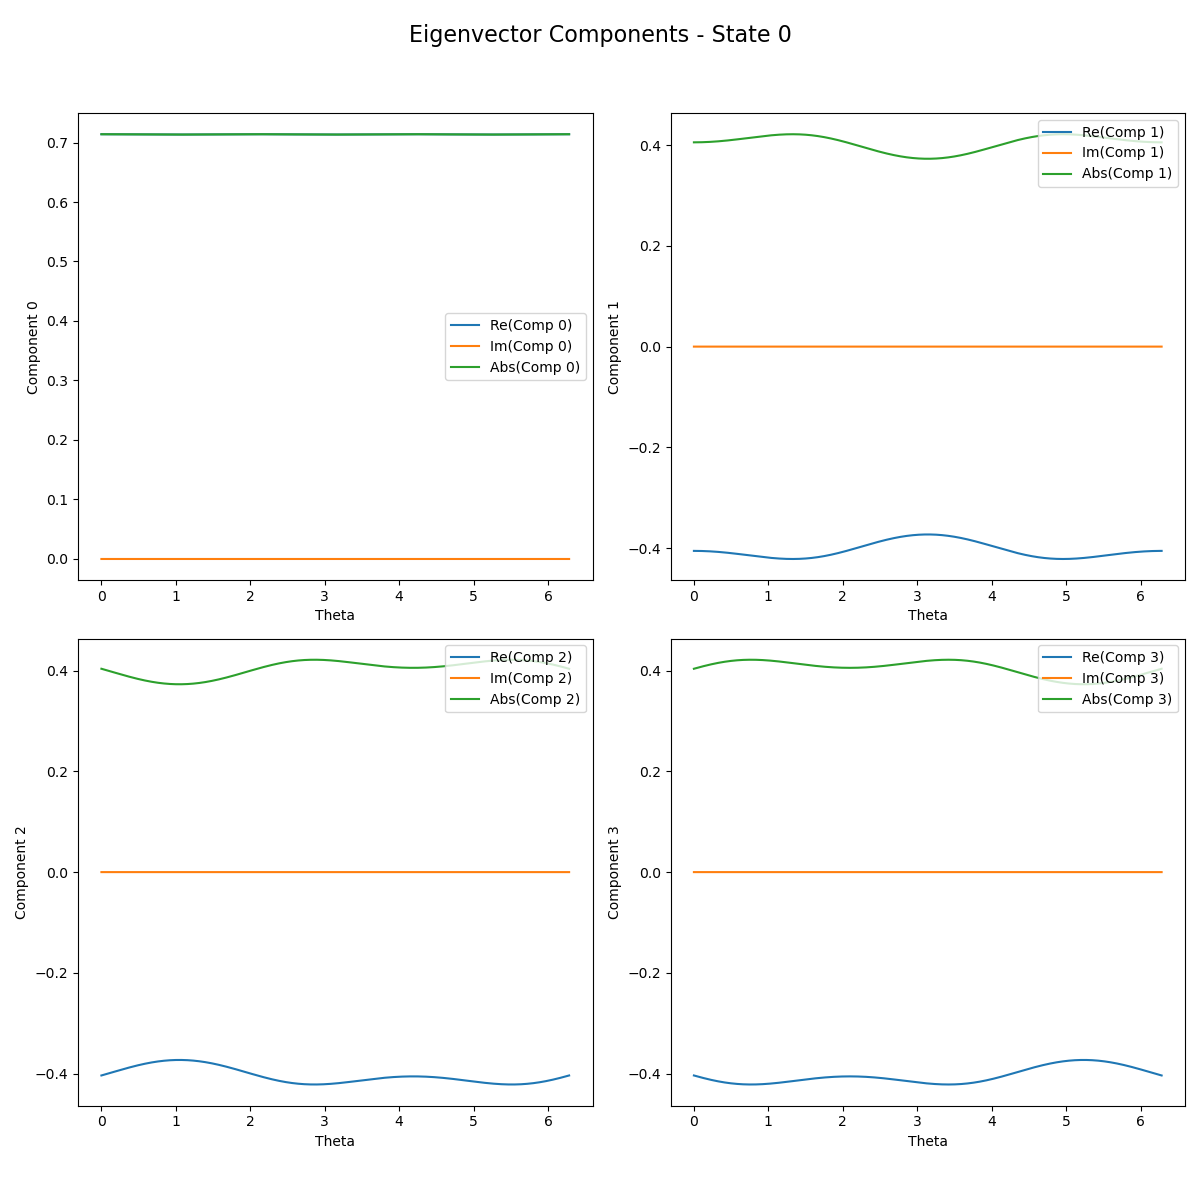 Eigenvector Components - State 0
Component 0
0.7
0.6
0.5
0.4
0.3
0.2
0.1
0.0
Re(Comp 0)
Im(Comp 0)
Abs(Comp 0)
0 1 2 3 4 5 6
Theta
Component 1
0.4
0.2
0.0
−0.2
−0.4
Re(Comp 1)
Im(Comp 1)
Abs(Comp 1)
0 1 2 3 4 5 6
Theta
Component 2
0.4
0.2
0.0
−0.2
−0.4
Re(Comp 2)
Im(Comp 2)
Abs(Comp 2)
0 1 2 3 4 5 6
Theta
Component 3
0.4
0.2
0.0
−0.2
−0.4
Re(Comp 3)
Im(Comp 3)
Abs(Comp 3)
0 1 2 3 4 5 6
Theta